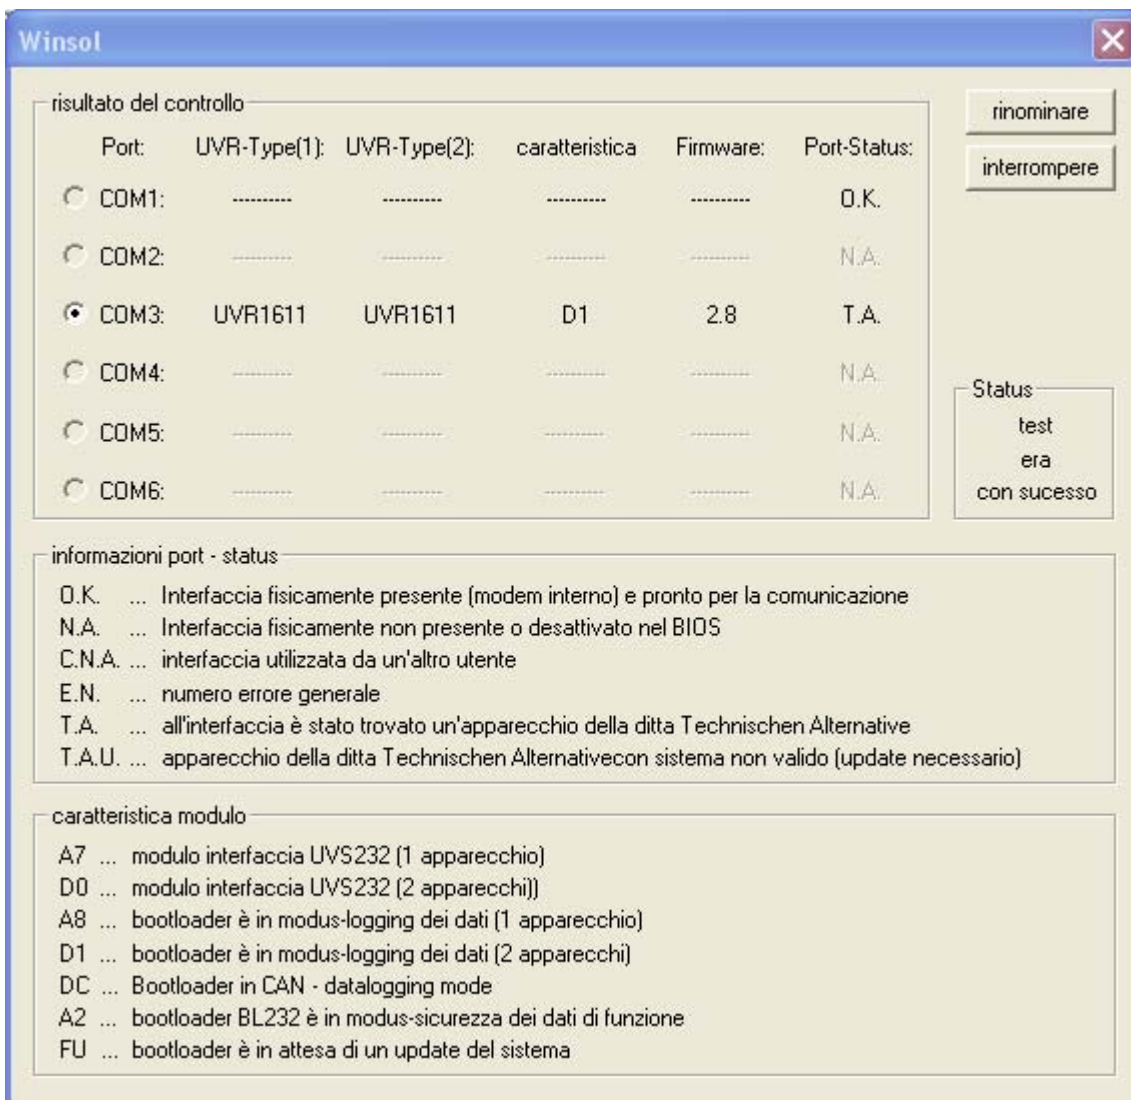 Winsol
risultato del controllo
rinominare
Port: UVR-Type(1): UVR-Type(2): caratteristica Firmware: Port-Status:
interrompere
COM1: ---------- ---------- ---------- ---------- O.K.
COM2: ---------- ---------- ---------- ---------- N.A.
COM3: UVR1611 UVR1611 D1 2.8 T.A.
COM4: ---------- ---------- ---------- ---------- N.A.
COM5: ---------- ---------- ---------- ---------- N.A.
COM6: ---------- ---------- ---------- ---------- N.A.
Status
test
era
con sucesso
informazioni port - status
O.K. ... Interfaccia fisicamente presente (modem interno) e pronto per la comunicazione
N.A. ... Interfaccia fisicamente non presente o desattivato nel BIOS
C.N.A. ... interfaccia utilizzata da un'altro utente
E.N. ... numero errore generale
T.A. ... all'interfaccia è stato trovato un'apparecchio della ditta Technischen Alternative
T.A.U. ... apparecchio della ditta Technischen Alternativecon sistema non valido (update necessario)
caratteristica modulo
A7 ... modulo interfaccia UVS232 (1 apparecchio)
D0 ... modulo interfaccia UVS232 (2 apparecchi))
A8 ... bootloader è in modus-logging dei dati (1 apparecchio)
D1 ... bootloader è in modus-logging dei dati (2 apparecchi)
DC ... Bootloader in CAN - datalogging mode
A2 ... bootloader BL232 è in modus-sicurezza dei dati di funzione
FU ... bootloader è in attesa di un update del sistema